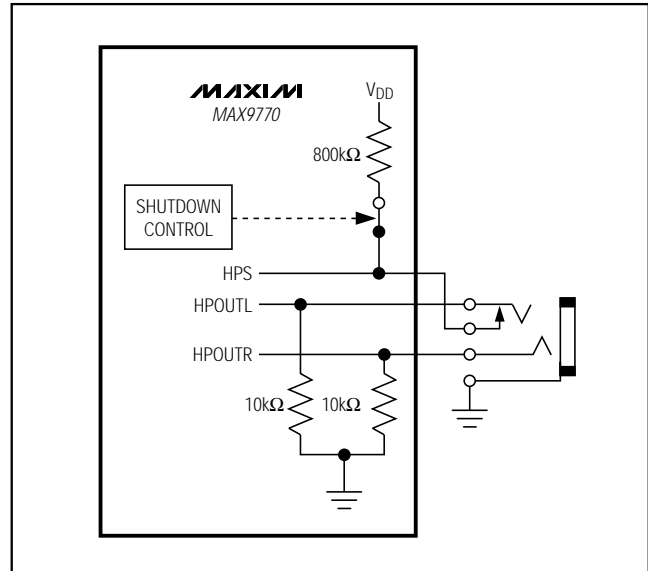 MAXIM
MAX9770
VDD
800kΩ
SHUTDOWN
CONTROL
HPS
HPOUTL
HPOUTR
10kΩ 10kΩ